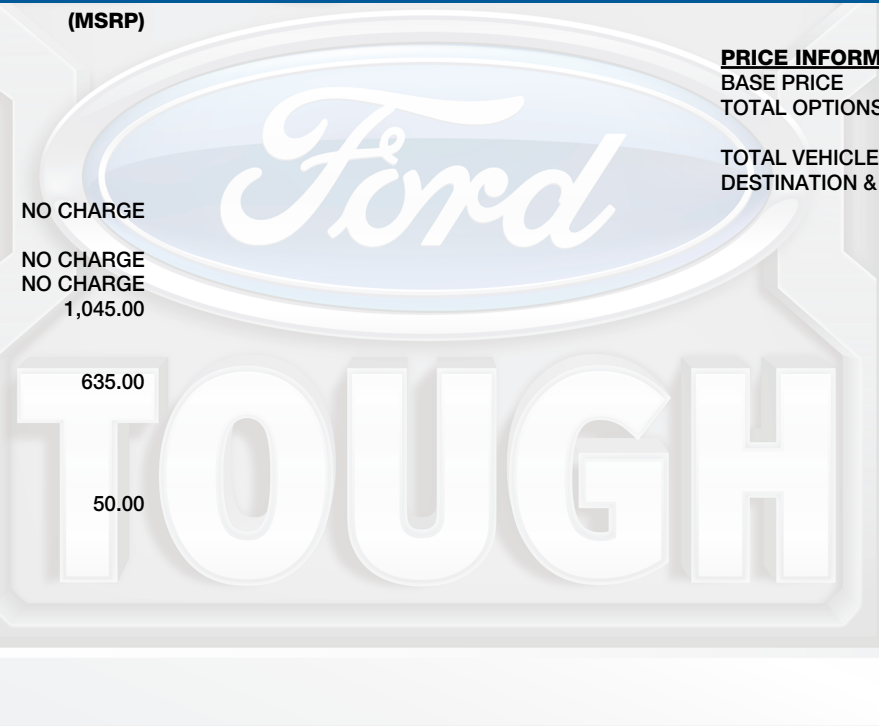 (MSRP)
NO CHARGE
NO CHARGE
NO CHARGE
1,045.00
635.00
50.00
PRICE INFORM
BASE PRICE
TOTAL OPTIONS
TOTAL VEHICLE
DESTINATION &
Ford
TOUGH